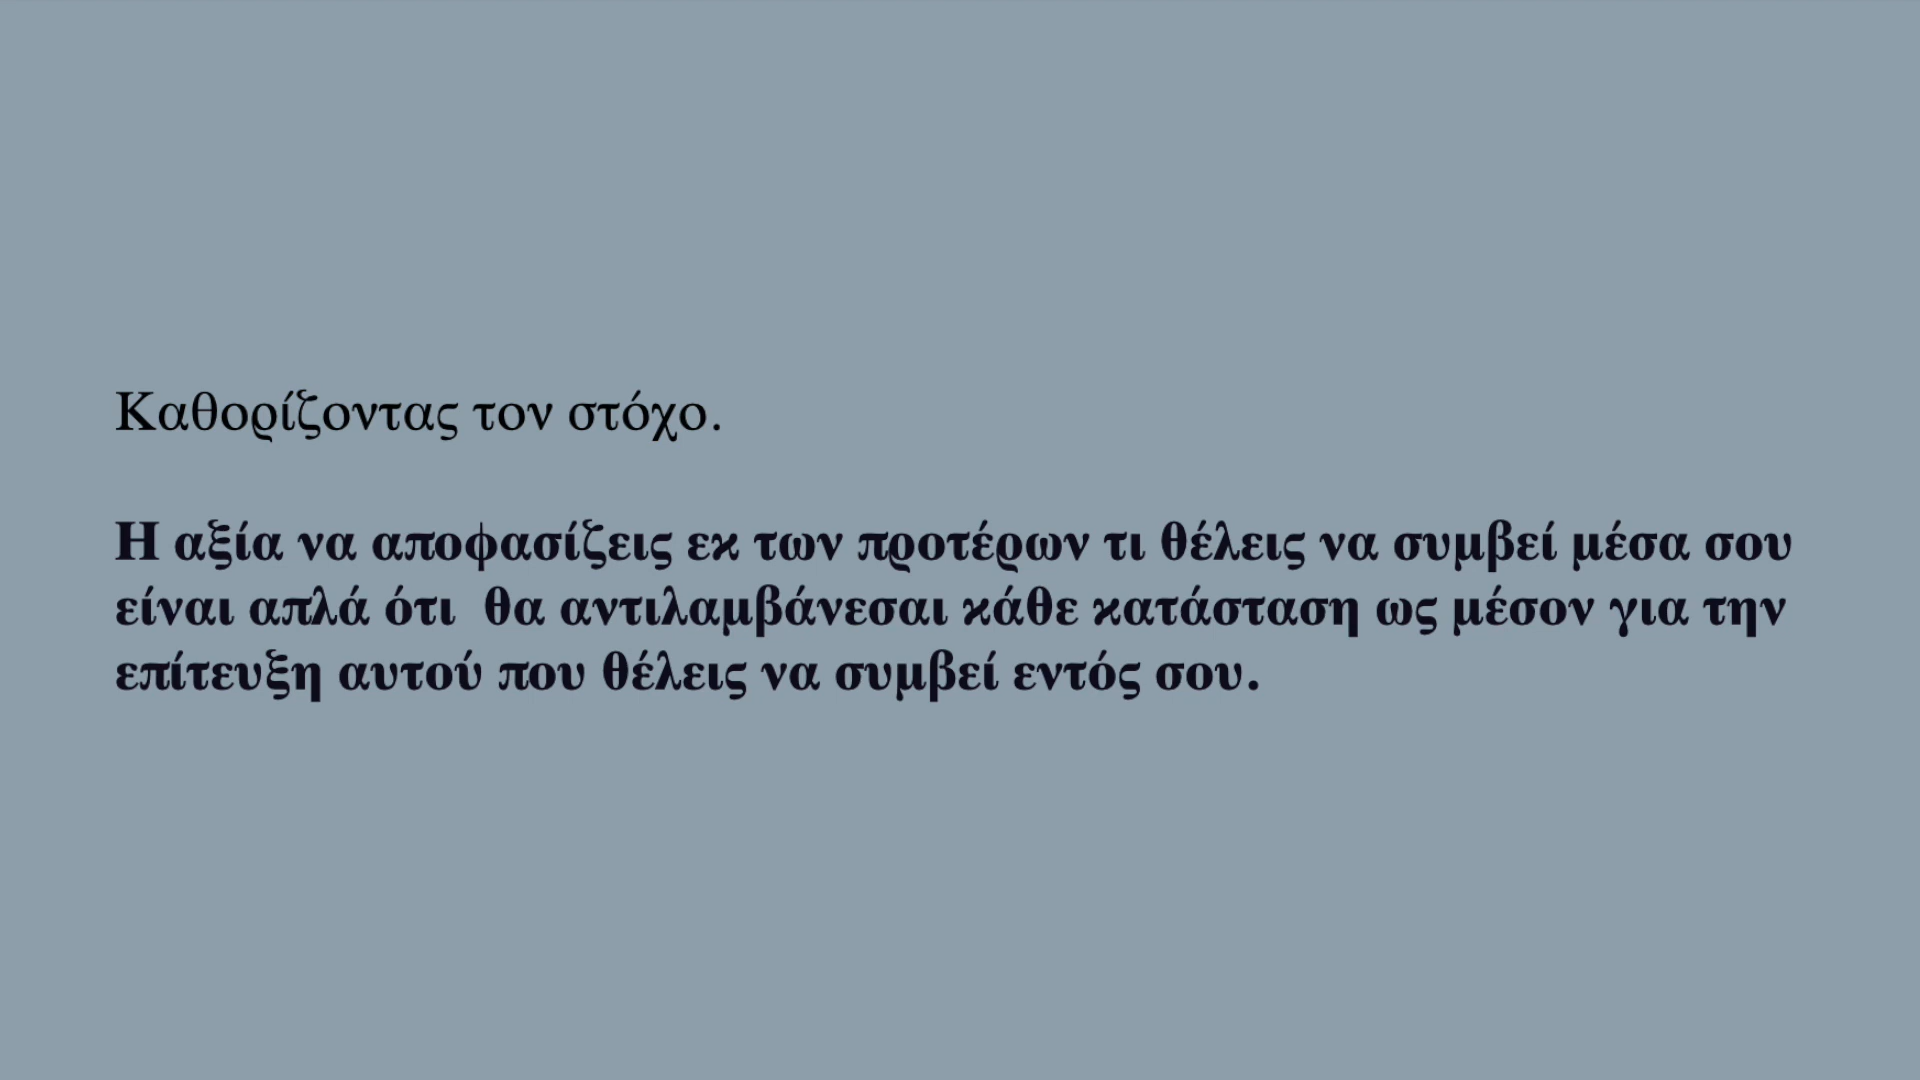 Καθορίζοντας τον στόχο.
Η αξία να αποφασίζεις εκ των προτέρων τι θέλεις να συμβεί μέσα σου
είναι απλά ότι  θα αντιλαμβάνεσαι κάθε κατάσταση ως μέσον για την
επίτευξη αυτού που θέλεις να συμβεί εντός σου.